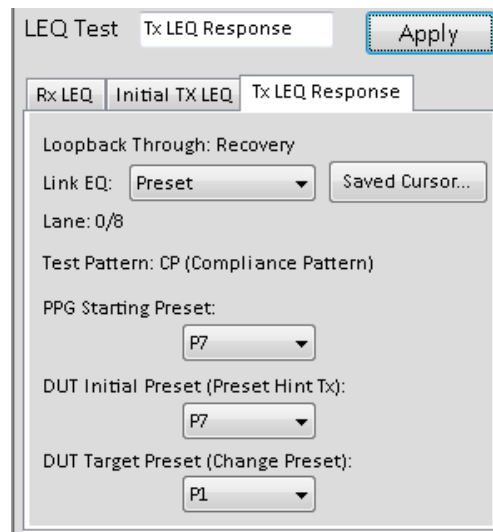 LEQ Test Tx LEQ Response Apply
Rx LEQ Initial TX LEQ Tx LEQ Response
Loopback Through: Recovery
Link EQ: Preset Saved Cursor...
Lane: 0/8
Test Pattern: CP (Compliance Pattern)
PPG Starting Preset:
P7
DUT Initial Preset (Preset Hint Tx):
P7
DUT Target Preset (Change Preset):
P1